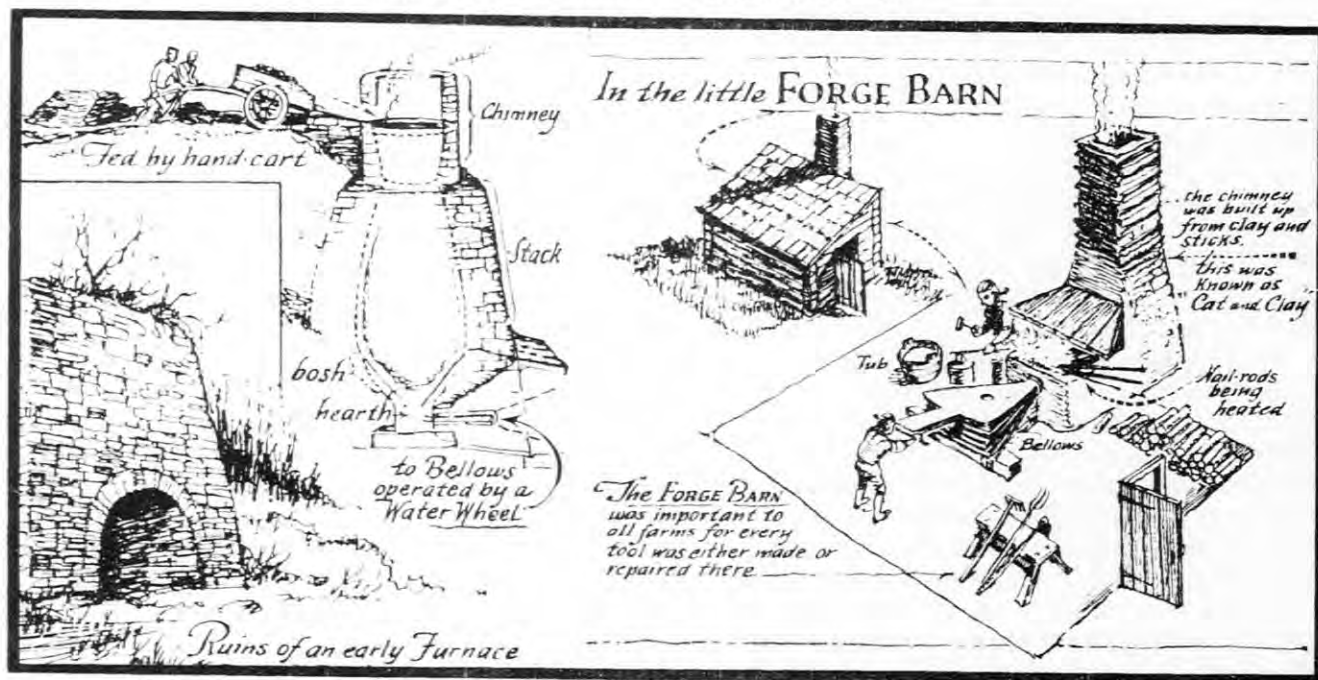 Fed by hand-cart
Chimney
Stack
bosh
hearth
to Bellows
operated by a
Water Wheel
Ruins of an early Furnace
In the little FORGE BARN
the chimney
was built up
from clay and
sticks.
this was
known as
Cat and Clay
Tub
Nail-rods
being
heated
Bellows
The FORGE BARN
was important to
all farms for every
tool was either made or
repaired there